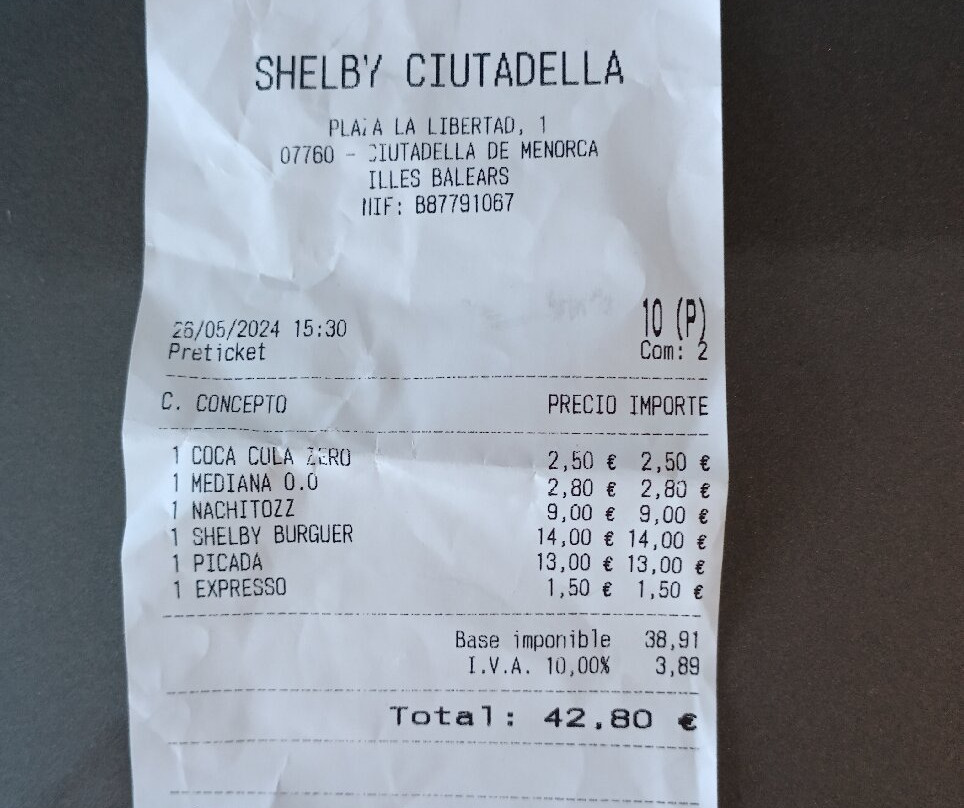 SHELBY CIUTADELLA
PLAZA LA LIBERTAD, 1
07760 - CIUTADELLA DE MENORCA
ILLES BALEARS
NIF: B87791067
10 (P)
26/05/2024 15:30
Preticket
Com: 2
C. CONCEPTO PRECIO IMPORTE
1 COCA CULA ZERO 2,50 € 2,50 €
1 MEDIANA 0.0 2,80 € 2,80 €
1 NACHITOZZ 9,00 € 9,00 €
1 SHELBY BURGUER 14,00 € 14,00 €
1 PICADA 13,00 € 13,00 €
1 EXPRESSO 1,50 € 1,50 €
Base imponible 38,91
I.V.A. 10,00% 3,89
Total: 42,80 €